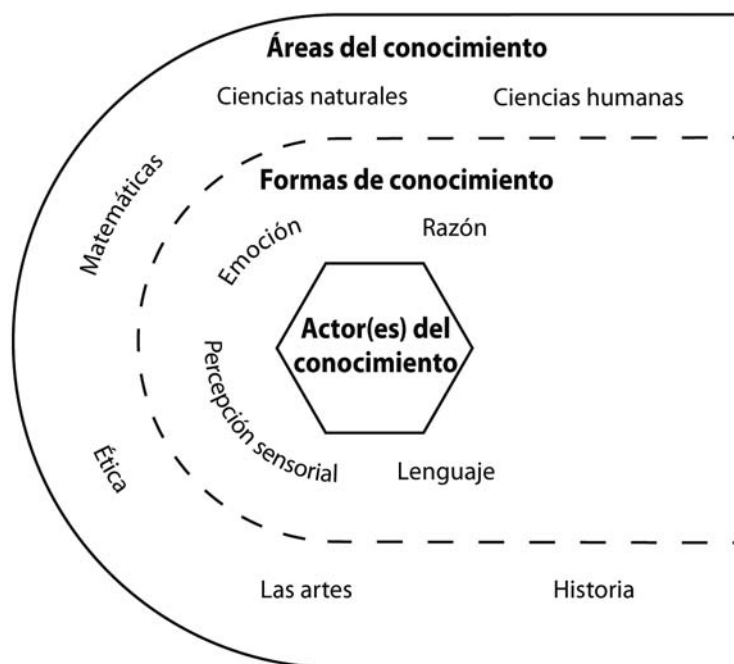 Áreas del conocimiento
Ciencias naturales
Ciencias humanas
Matemáticas
Formas de conocimiento
Emoción
Razón
Actor(es) del
conocimiento
Percepción sensorial
Lenguaje
Ética
Las artes
Historia